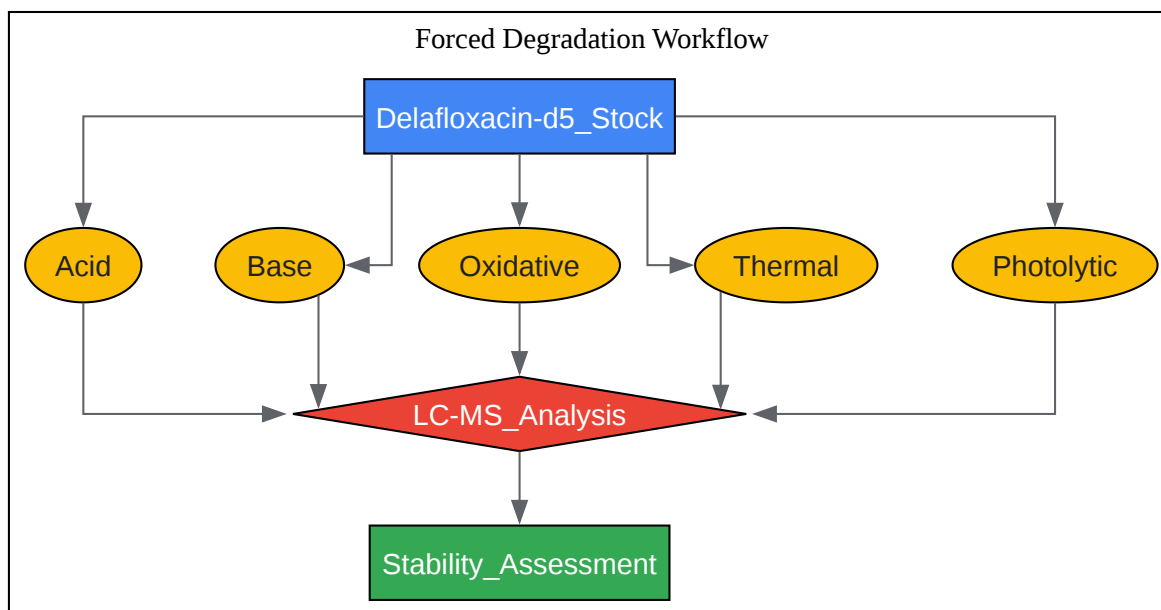 Forced Degradation Workflow
Delafloxacin-d5_Stock
Acid
Base
Oxidative
Thermal
Photolytic
LC-MS_Analysis
Stability_Assessment